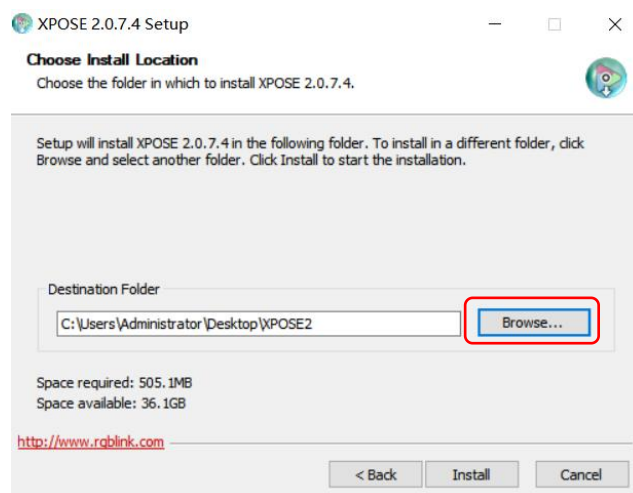 XPOSE 2.0.7.4 Setup
Choose Install Location
Choose the folder in which to install XPOSE 2.0.7.4.
Setup will install XPOSE 2.0.7.4 in the following folder. To install in a different folder, click
Browse and select another folder. Click Install to start the installation.
Destination Folder
C:\Users\Administrator\Desktop\XPOSE2
Browse...
Space required: 505.1MB
Space available: 36.1GB
http://www.rgblink.com
< Back
Install
Cancel